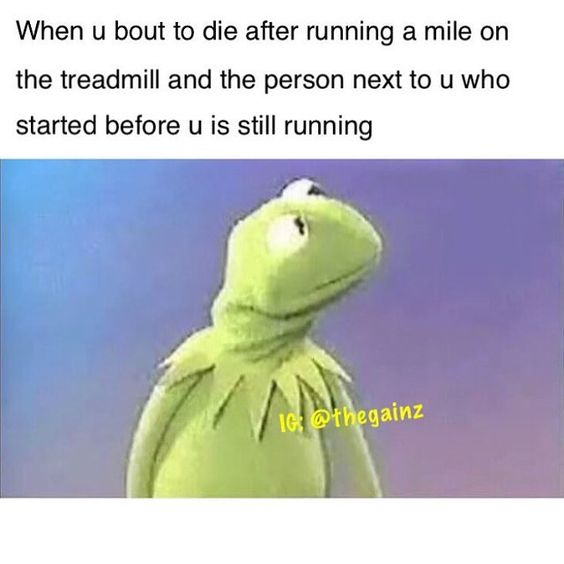 When u bout to die after running a mile on
the treadmill and the person next to u who
started before u is still running
IG: @thegainz